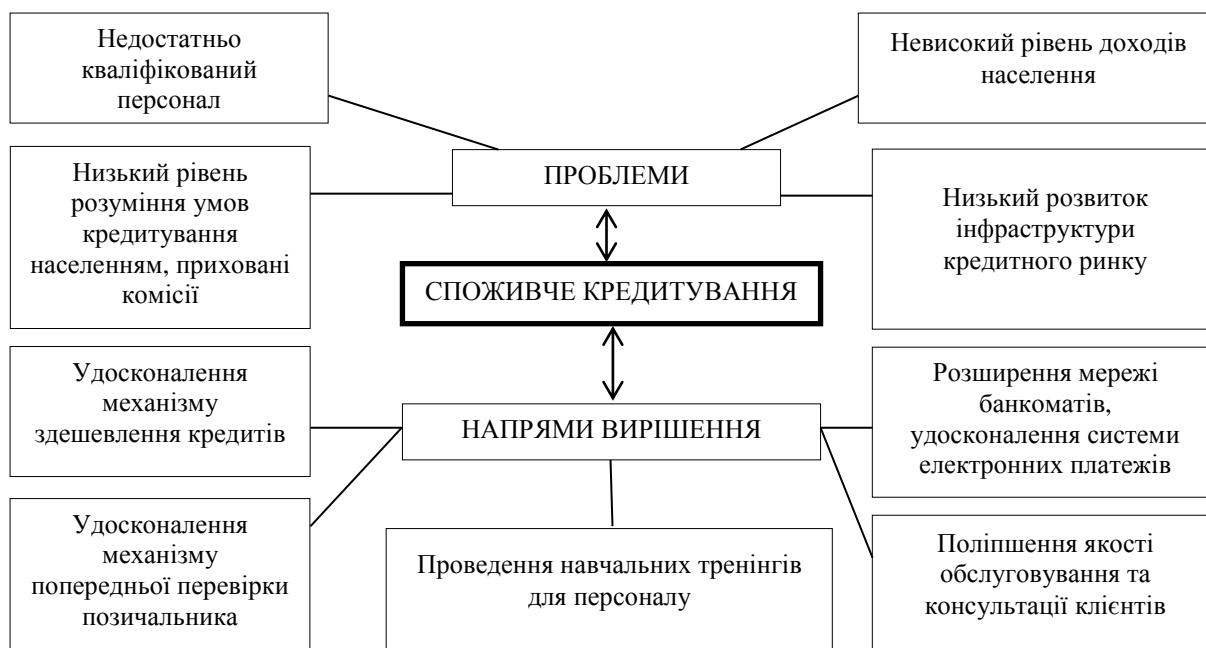 Недостатньо
кваліфікований
персонал
Невисокий рівень доходів
населення
ПРОБЛЕМИ
Низький рівень
розуміння умов
кредитування
населенням, приховані
комісії
Низький розвиток
інфраструктури
кредитного ринку
СПОЖИВЧЕ КРЕДИТУВАННЯ
Удосконалення
механізму
здешевлення кредитів
НАПРЯМИ ВИРІШЕННЯ
Розширення мережі
банкоматів,
удосконалення системи
електронних платежів
Удосконалення
механізму
попередньої перевірки
позичальника
Проведення навчальних тренінгів
для персоналу
Поліпшення якості
обслуговування та
консультації клієнтів